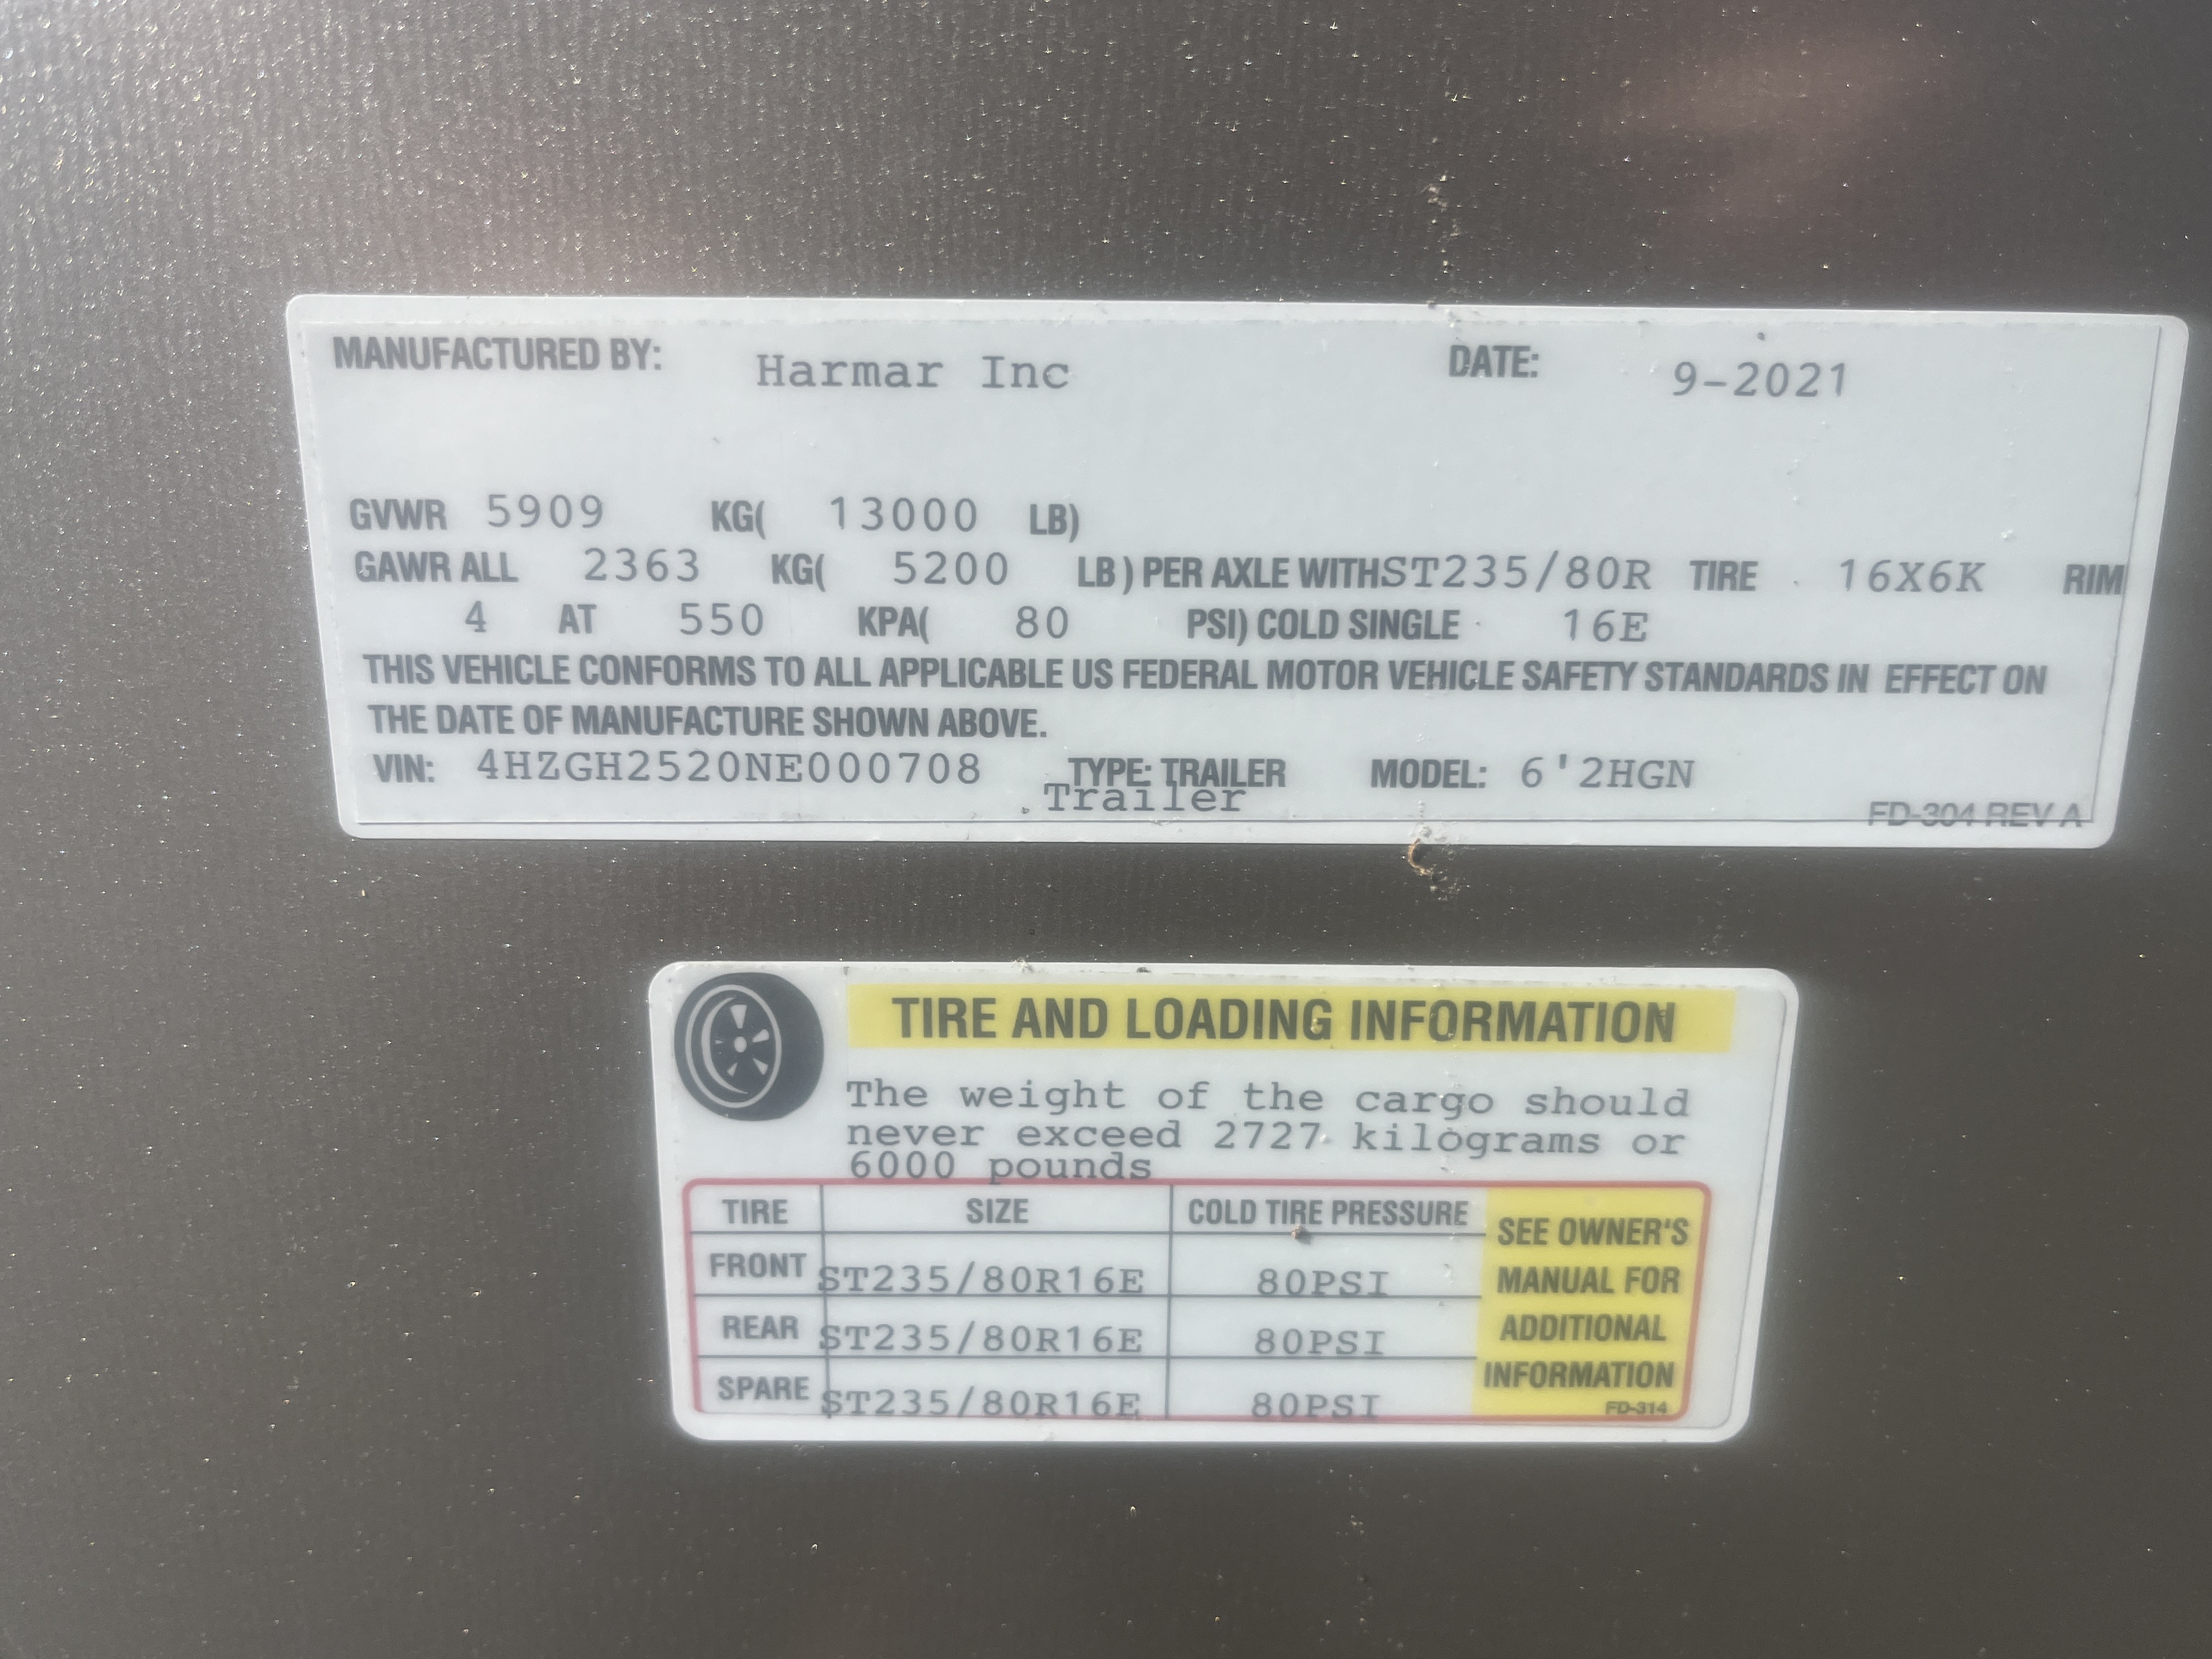 MANUFACTURED BY: Harmar Inc DATE: 9-2021
GVWR 5909 KG( 13000 LB)
GAWR ALL 2363 KG( 5200 LB) PER AXLE WITH ST235/80R TIRE 16X6K RIM
4 AT 550 KPA( 80 PSI) COLD SINGLE 16E
THIS VEHICLE CONFORMS TO ALL APPLICABLE US FEDERAL MOTOR VEHICLE SAFETY STANDARDS IN EFFECT ON
THE DATE OF MANUFACTURE SHOWN ABOVE.
VIN: 4HZGH2520NE000708 TYPE: TRAILER MODEL: 6'2HGN
Trailer
FD-304 REV A
TIRE AND LOADING INFORMATION
The weight of the cargo should
never exceed 2727 kilograms or
6000 pounds
TIRE SIZE COLD TIRE PRESSURE
FRONT ST235/80R16E 80PSI
REAR ST235/80R16E 80PSI
SPARE ST235/80R16E 80PSI
SEE OWNER'S
MANUAL FOR
ADDITIONAL
INFORMATION
FD-314